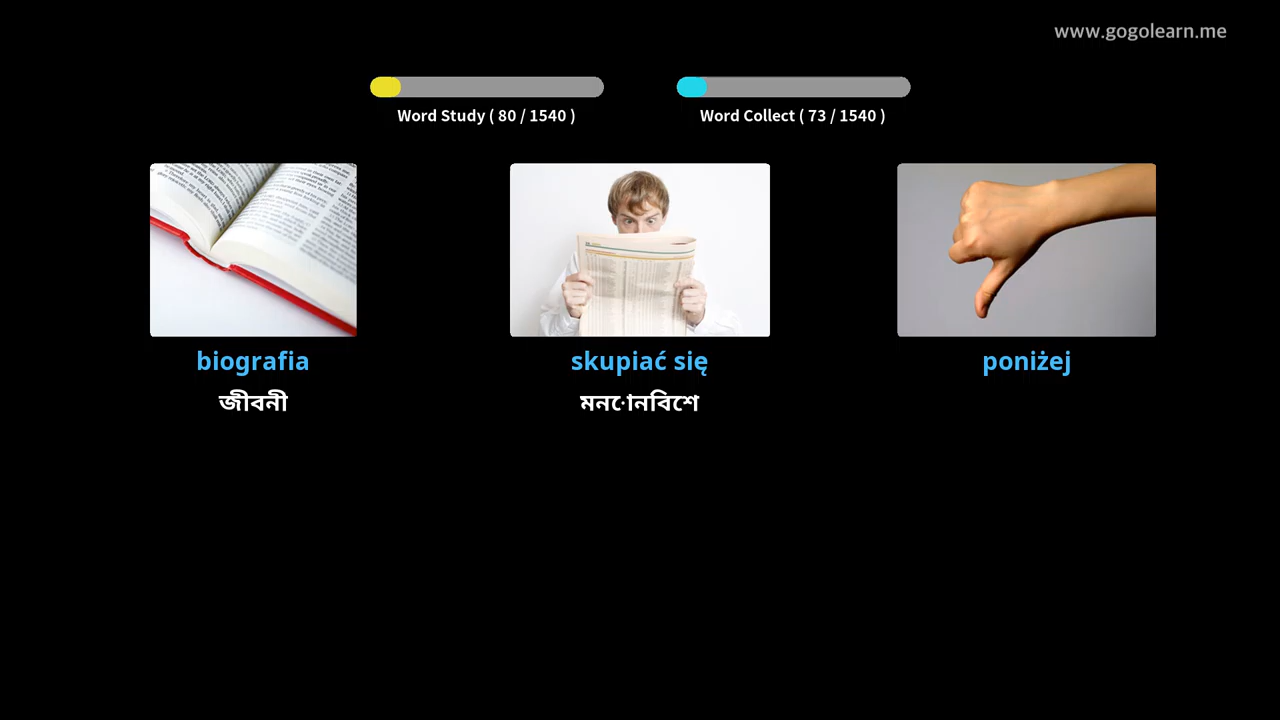 www.gogolearn.me
Word Study ( 80 / 1540 )
Word Collect ( 73 / 1540 )
biografia
skupiać się
poniżej
জীবনী
মনোনিবেশ